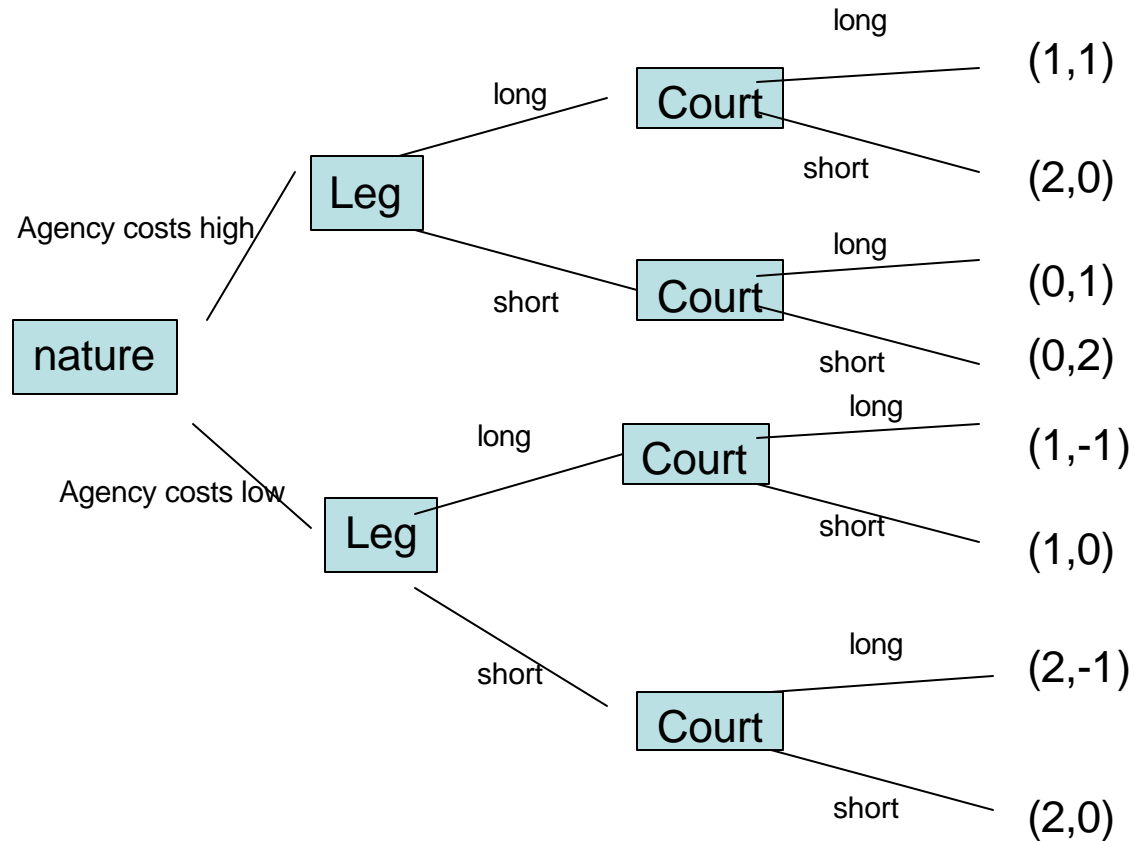 long
(1,1)
long
Court
short
(2,0)
Leg
Agency costs high
long
(0,1)
short
Court
nature
short
(0,2)
long
long
Court
(1,-1)
Agency costs low
Leg
short
(1,0)
long
(2,-1)
short
Court
short
(2,0)